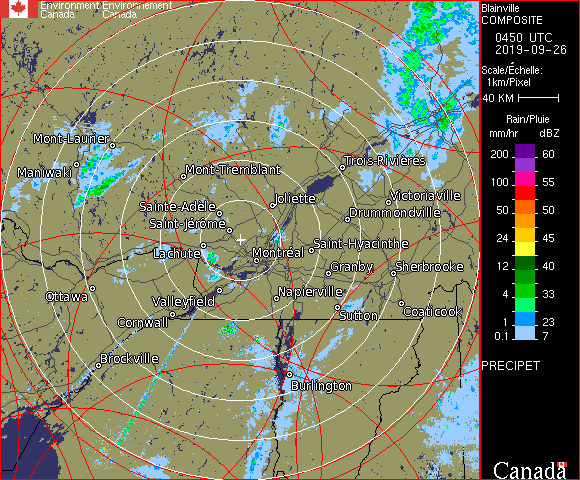 Environment Environnement
Canada Canada
Blainville
COMPOSITE
0450 UTC
2019-09-26
Scale/Échelle:
1km/Pixel
40 KM
Rain/Pluie
mm/hr dBZ
200 60
100 55
50 50
24 45
12 40
4 33
1 23
0.1 7
PRECIPET
Mont-Laurier
Maniwaki
Mont-Tremblant
Trois-Rivières
Sainte-Adèle
Joliette
Victoriaville
Saint-Jérôme
Drummondville
Lachute
Montréal
Saint-Hyacinthe
Granby
Sherbrooke
Ottawa
Valleyfield
Napierville
Cornwall
Sutton
Coaticook
Brockville
Burlington
Canada